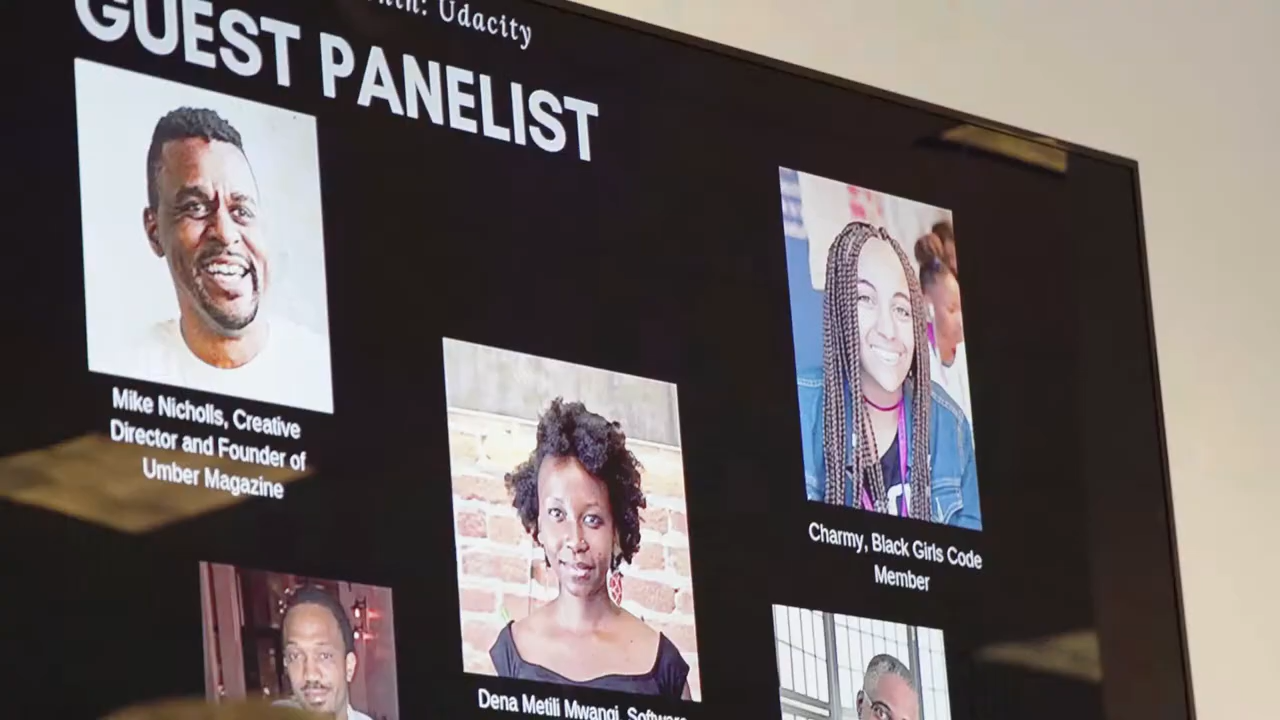 Udacity
GUEST PANELIST
Mike Nicholls, Creative
Director and Founder of
Umber Magazine
Charmy, Black Girls Code
Member
Dena Metili Mwangi, Software